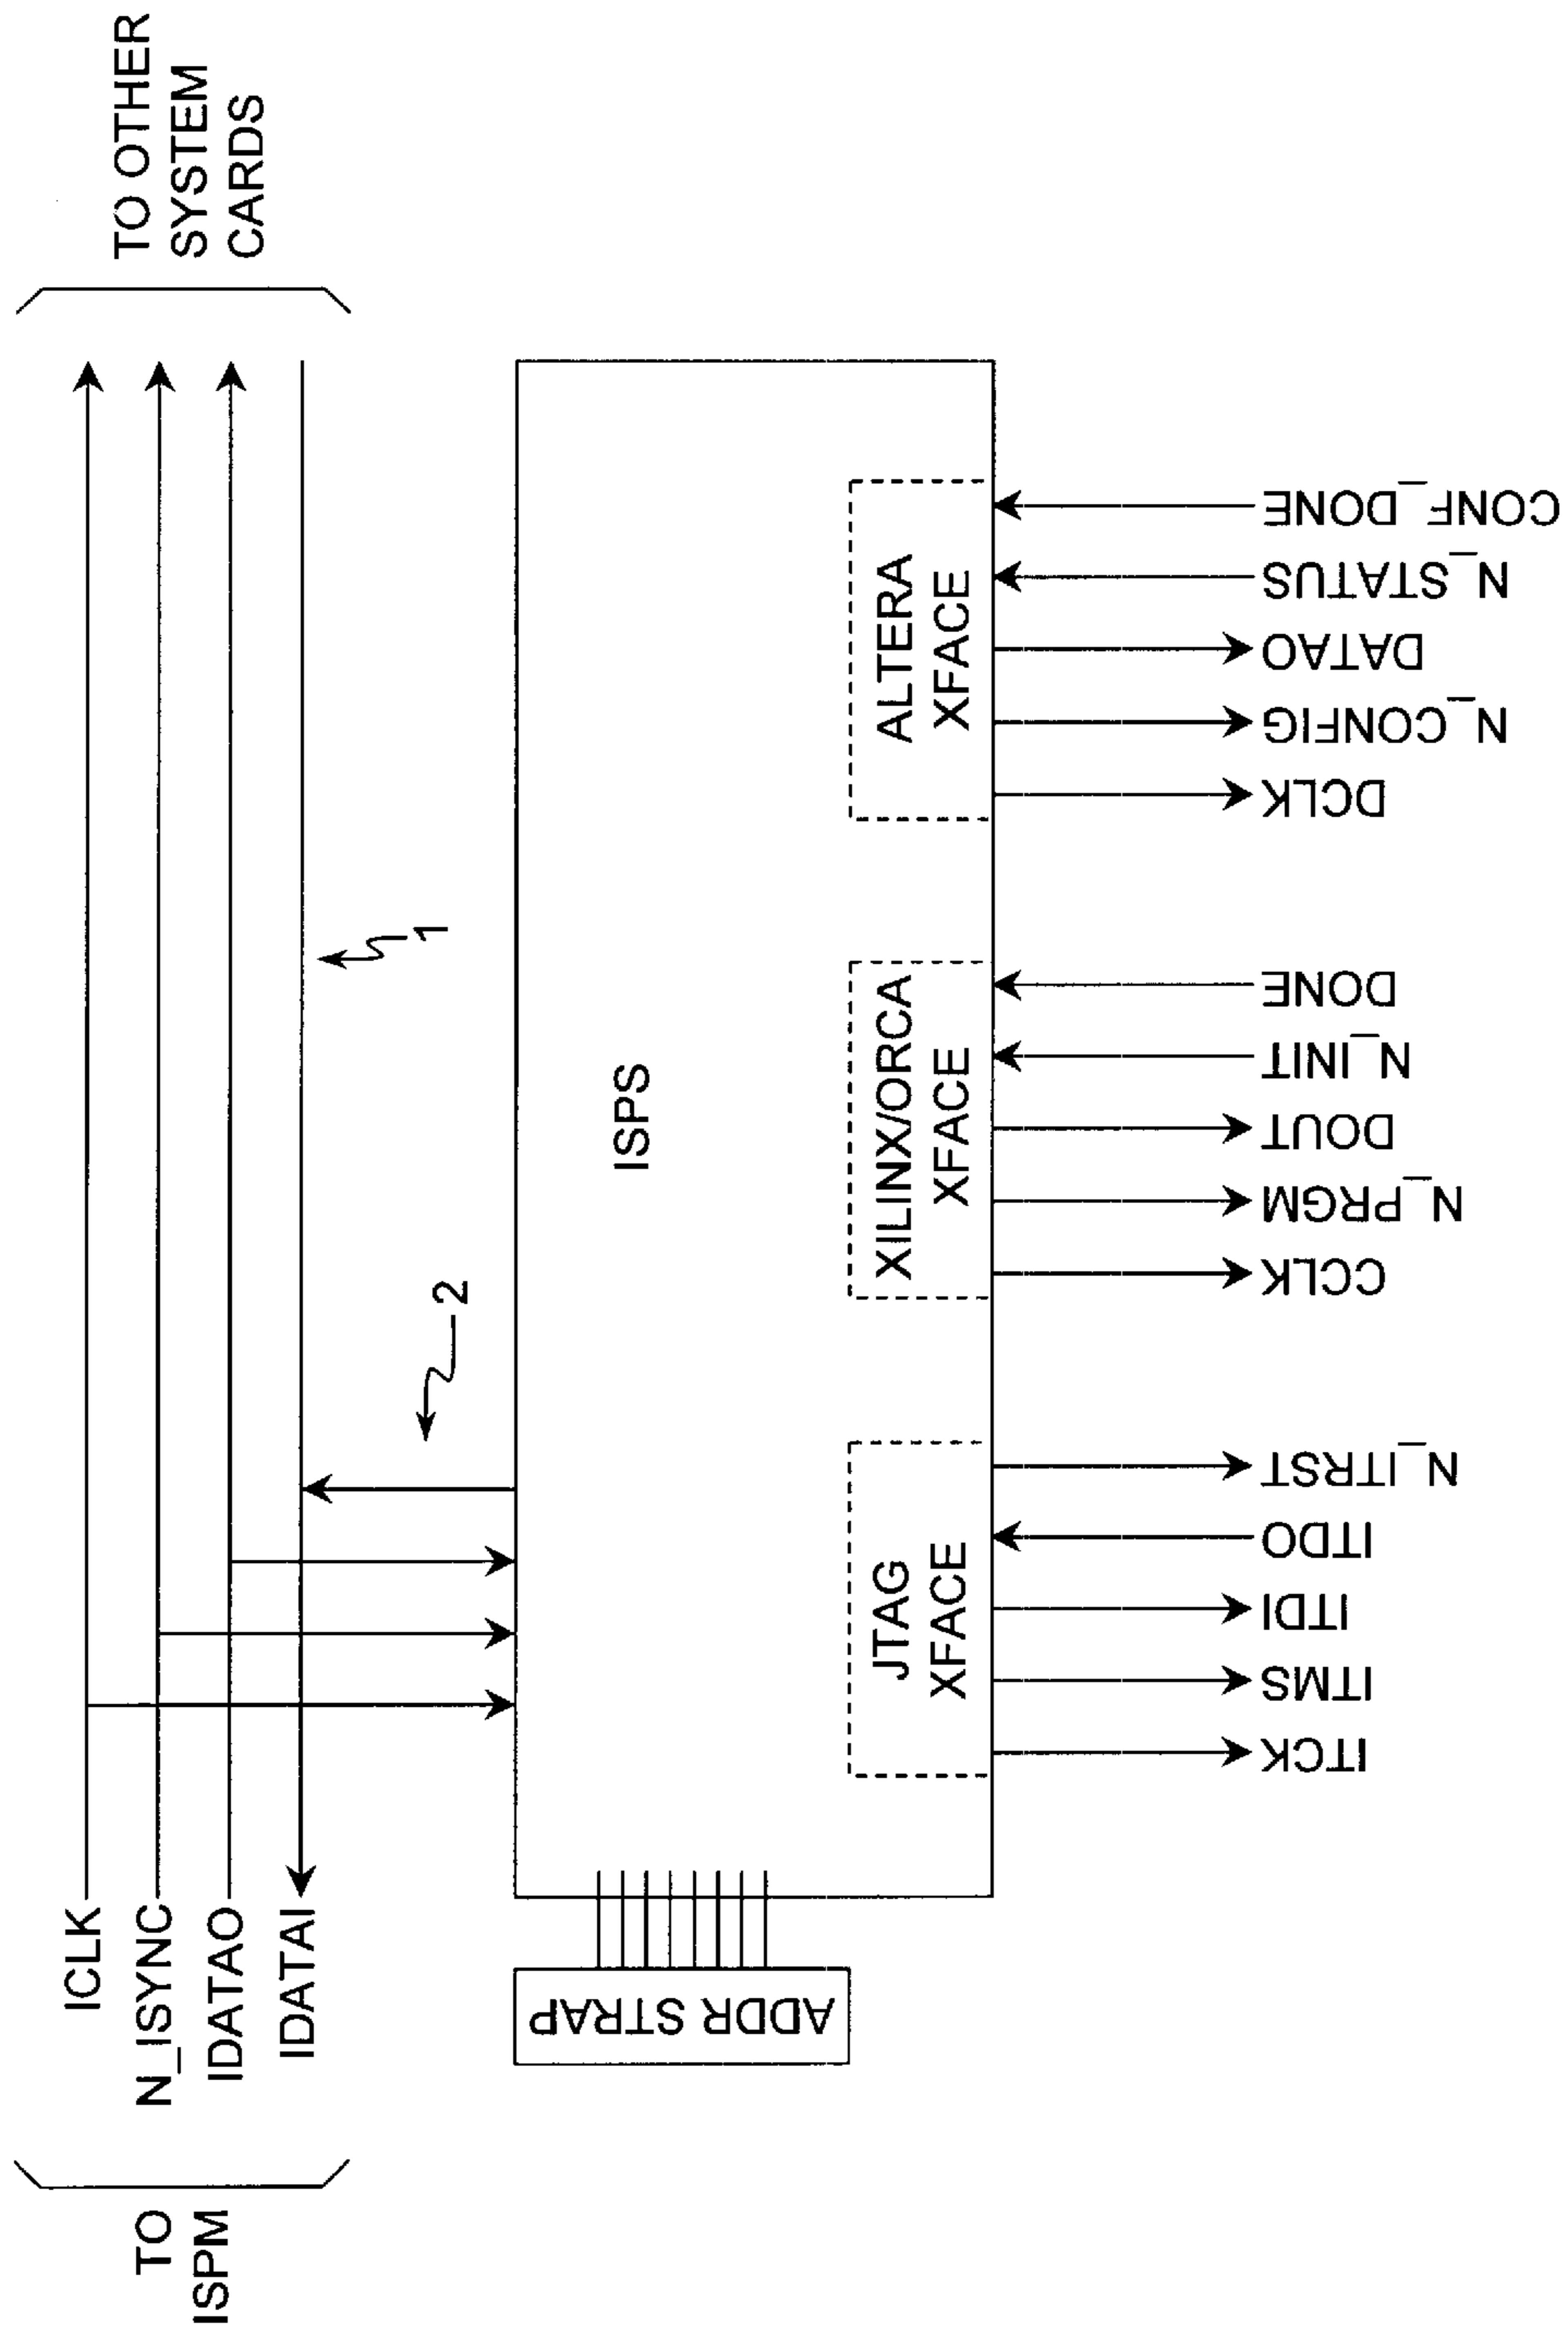 TO
ISPM
ICLK
N_ISYNC
IDATAO
IDATAI
TO OTHER
SYSTEM
CARDS
1
2
ADDR STRAP
ISPS
JTAG
XFACE
XILINX/ORCA
XFACE
ALTERA
XFACE
ITCK
ITMS
ITDI
ITDO
N_ITRST
CCLK
N_PRGM
DOUT
N_INIT
DONE
DCLK
N_CONFIG
DATAO
N_STATUS
CONF_DONE